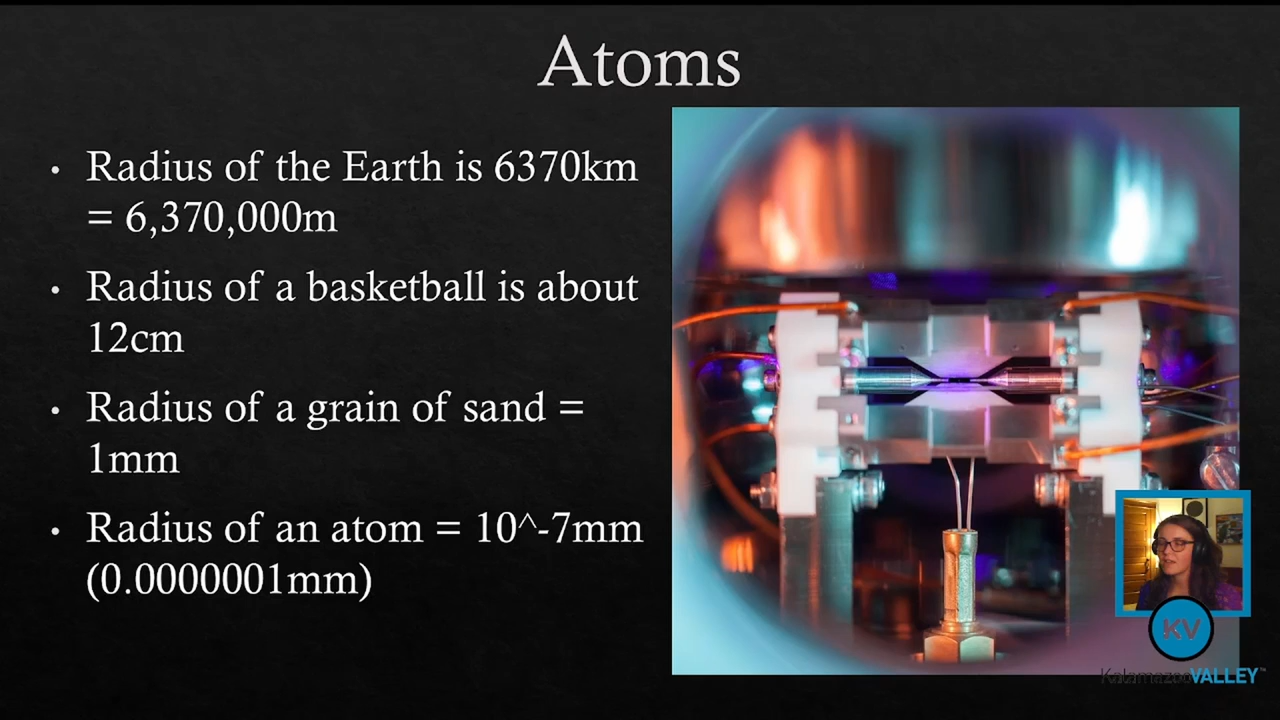 Atoms
• Radius of the Earth is 6370km
= 6,370,000m
• Radius of a basketball is about
12cm
• Radius of a grain of sand =
1mm
• Radius of an atom = 10^-7mm
(0.0000001mm)
KV
KalamazooVALLEY™